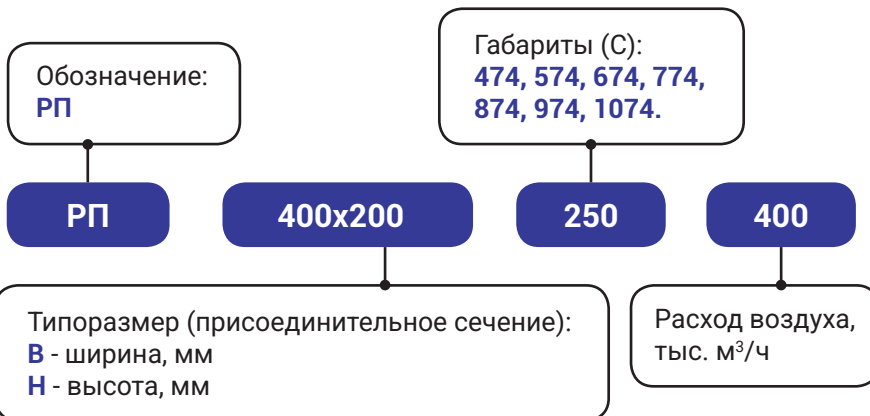 Обозначение:
РП
Габариты (С):
474, 574, 674, 774,
874, 974, 1074.
РП
400х200
250
400
Типоразмер (присоединительное сечение):
В - ширина, мм
Н - высота, мм
Расход воздуха,
тыс. м³/ч